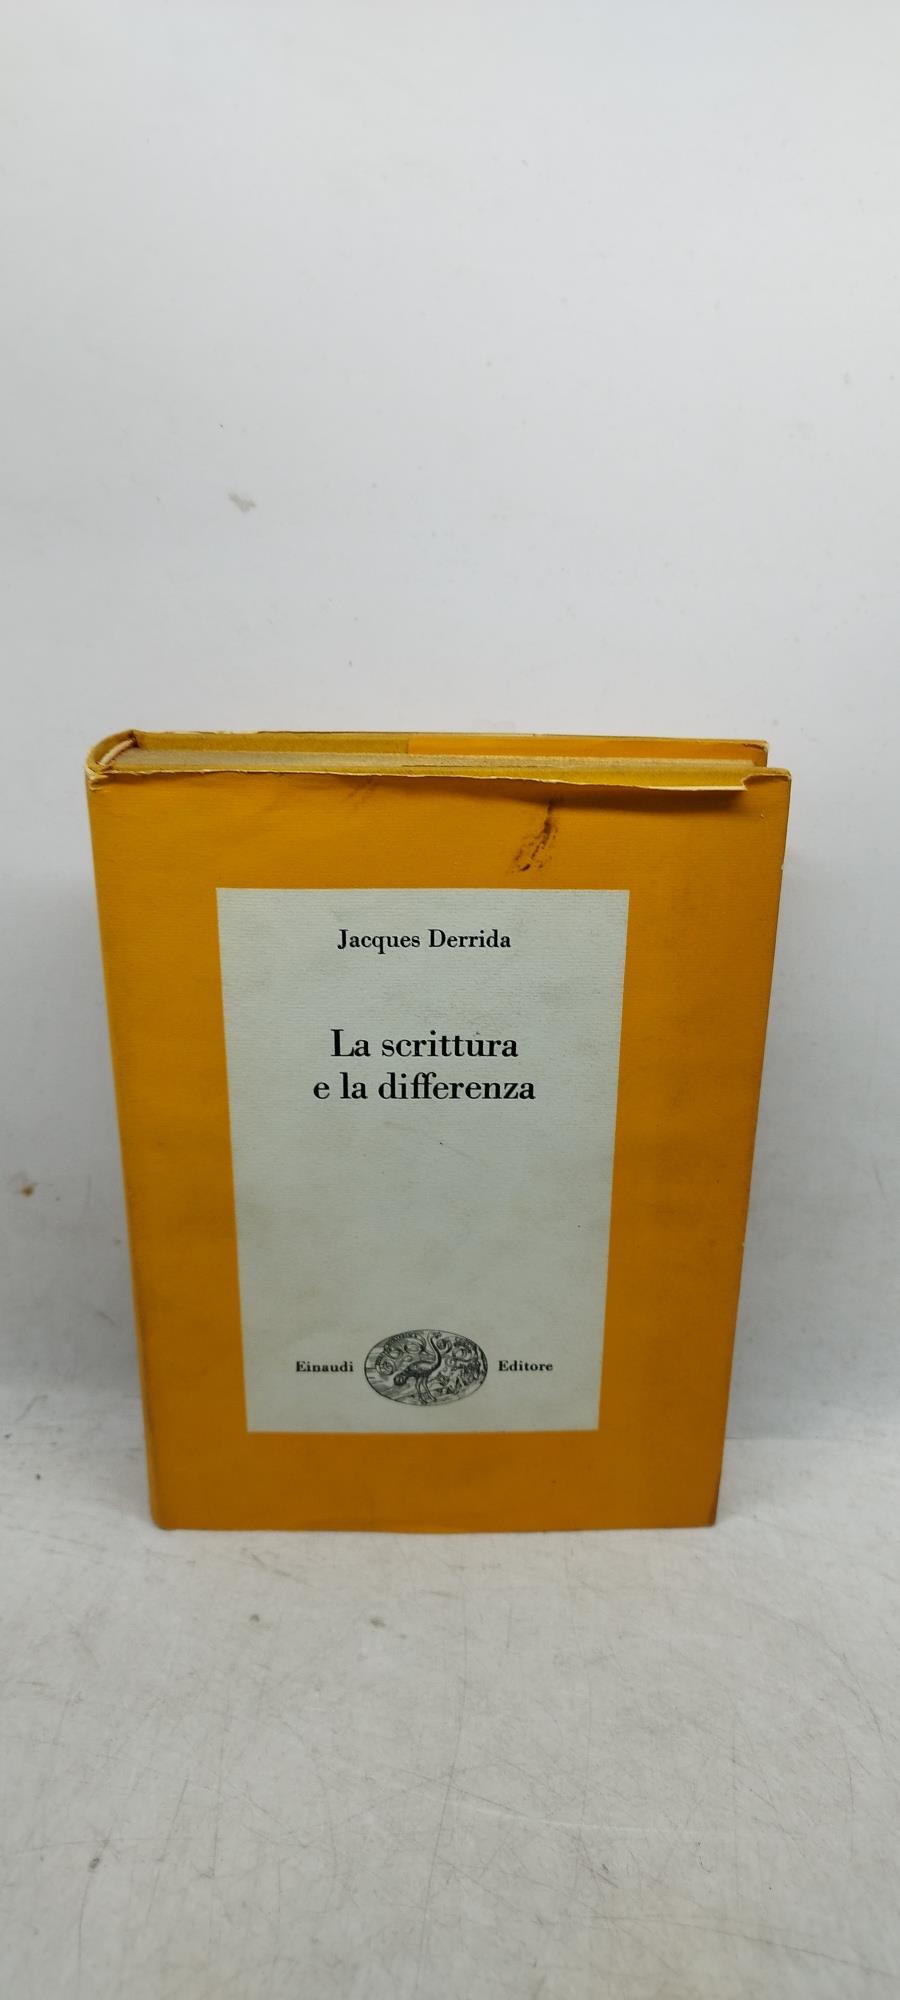 Jacques Derrida
La scrittura
e la differenza
Einaudi Editore